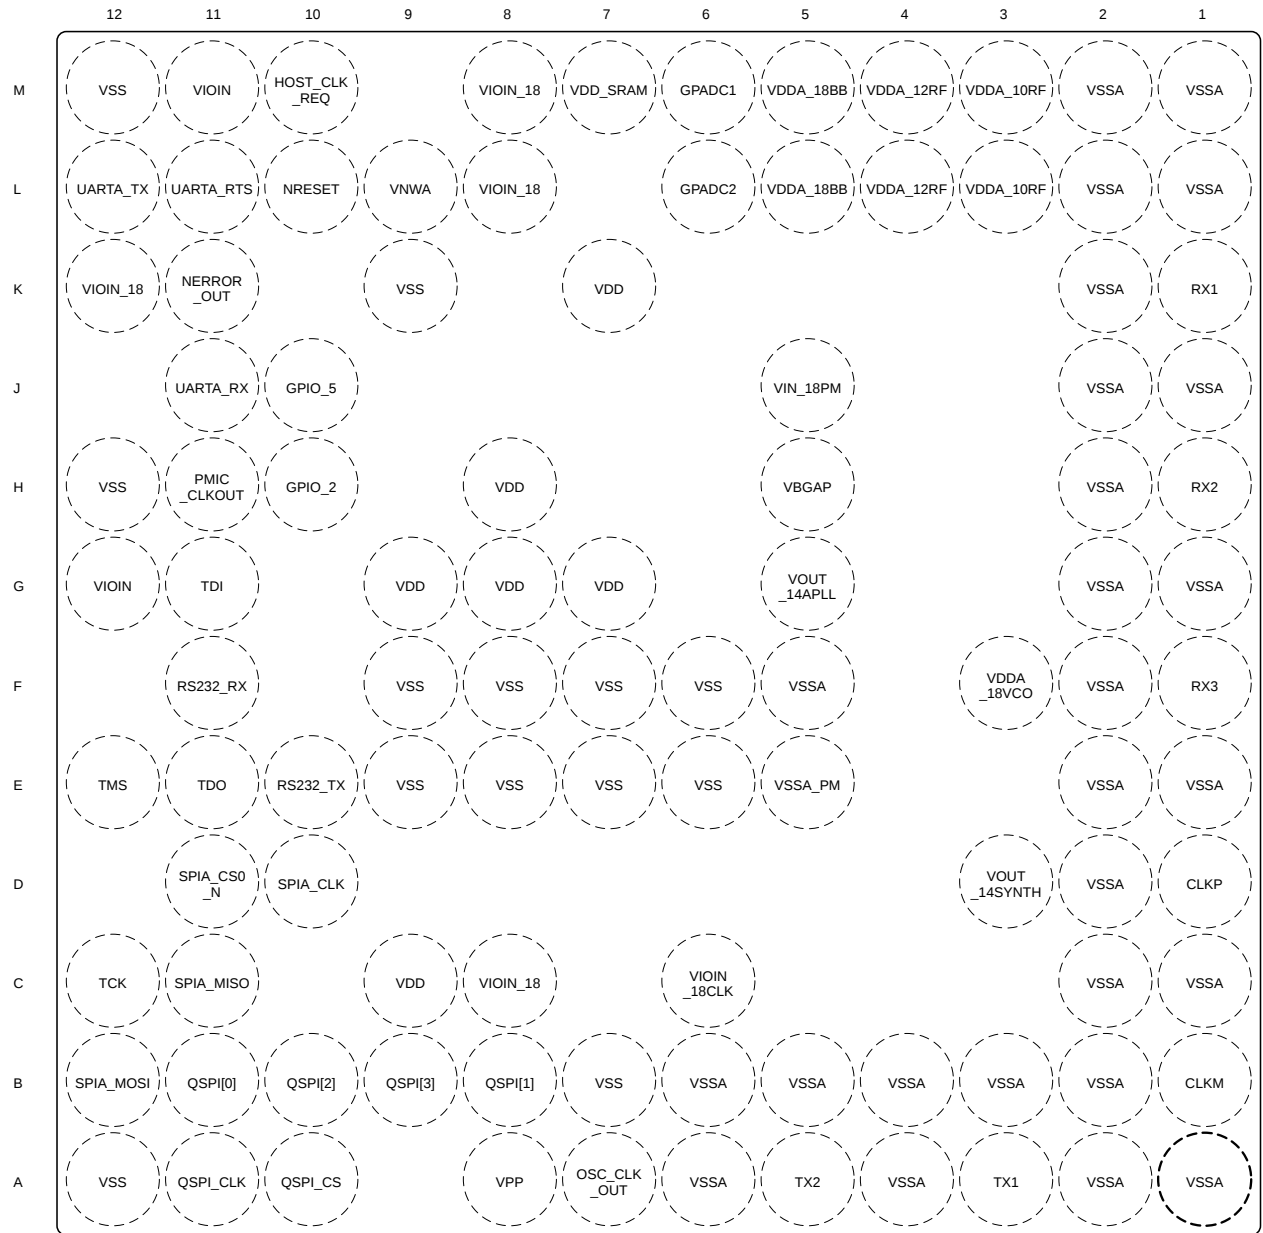 12 11 10 9 8 7 6 5 4 3 2 1
M VSS VIOIN HOST_CLK VIOIN_18 VDD_SRAM GPADC1 VDDA_18BB VDDA_12RF VDDA_10RF VSSA VSSA
_REQ
L UARTA_TX UARTA_RTS NRESET VNWA VIOIN_18 GPADC2 VDDA_18BB VDDA_12RF VDDA_10RF VSSA VSSA
K VIOIN_18 NERROR VSS VDD VSSA RX1
_OUT
J UARTA_RX GPIO_5 VIN_18PM VSSA VSSA
H VSS PMIC GPIO_2 VDD VBGAP VSSA RX2
_CLKOUT
G VIOIN TDI VDD VDD VDD VOUT VSSA VSSA
_14APLL
F RS232_RX VSS VSS VSS VSS VSSA VDDA VSSA RX3
_18VCO
E TMS TDO RS232_TX VSS VSS VSS VSS VSSA_PM VSSA VSSA
D SPIA_CS0 SPIA_CLK VOUT VSSA CLKP
_N _14SYNTH
C TCK SPIA_MISO VDD VIOIN_18 VIOIN VSSA VSSA
_18CLK
B SPIA_MOSI QSPI[0] QSPI[2] QSPI[3] QSPI[1] VSS VSSA VSSA VSSA VSSA VSSA CLKM
A VSS QSPI_CLK QSPI_CS VPP OSC_CLK VSSA TX2 VSSA TX1 VSSA VSSA
_OUT